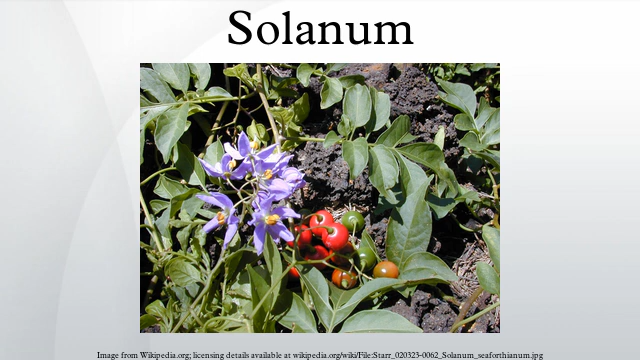 Solanum
Image from Wikipedia.org; licensing details available at wikipedia.org/wiki/File:Starr_020323-0062_Solanum_seaforthianum.jpg